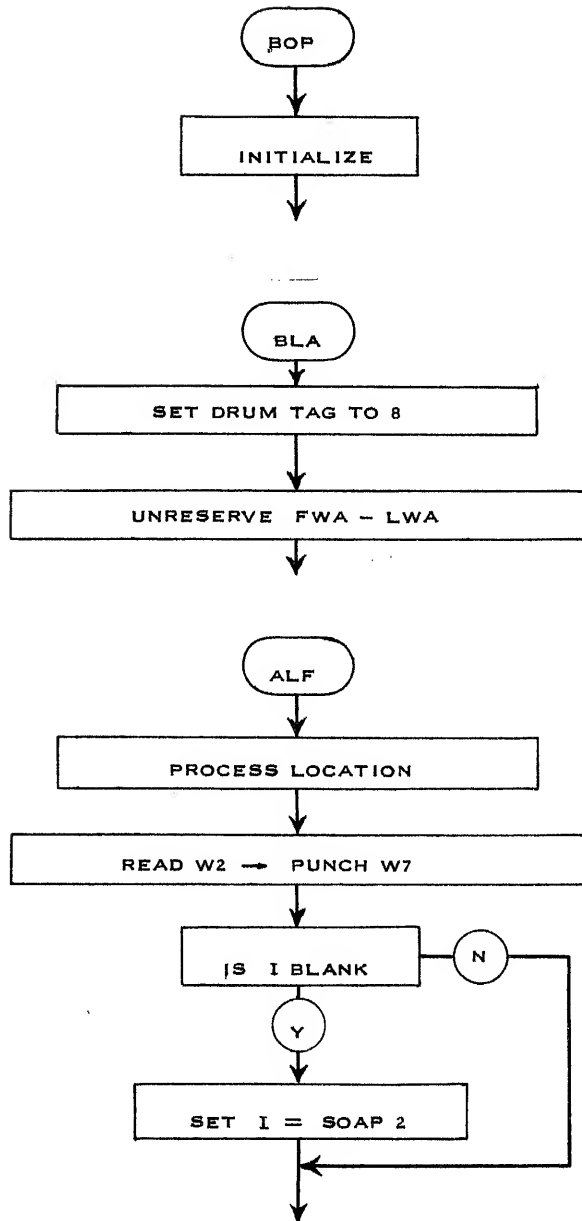 BOP
INITIALIZE
BLA
SET DRUM TAG TO 8
UNRESERVE FWA – LWA
ALF
PROCESS LOCATION
READ W2 → PUNCH W7
IS I BLANK
N
Y
SET I = SOAP 2